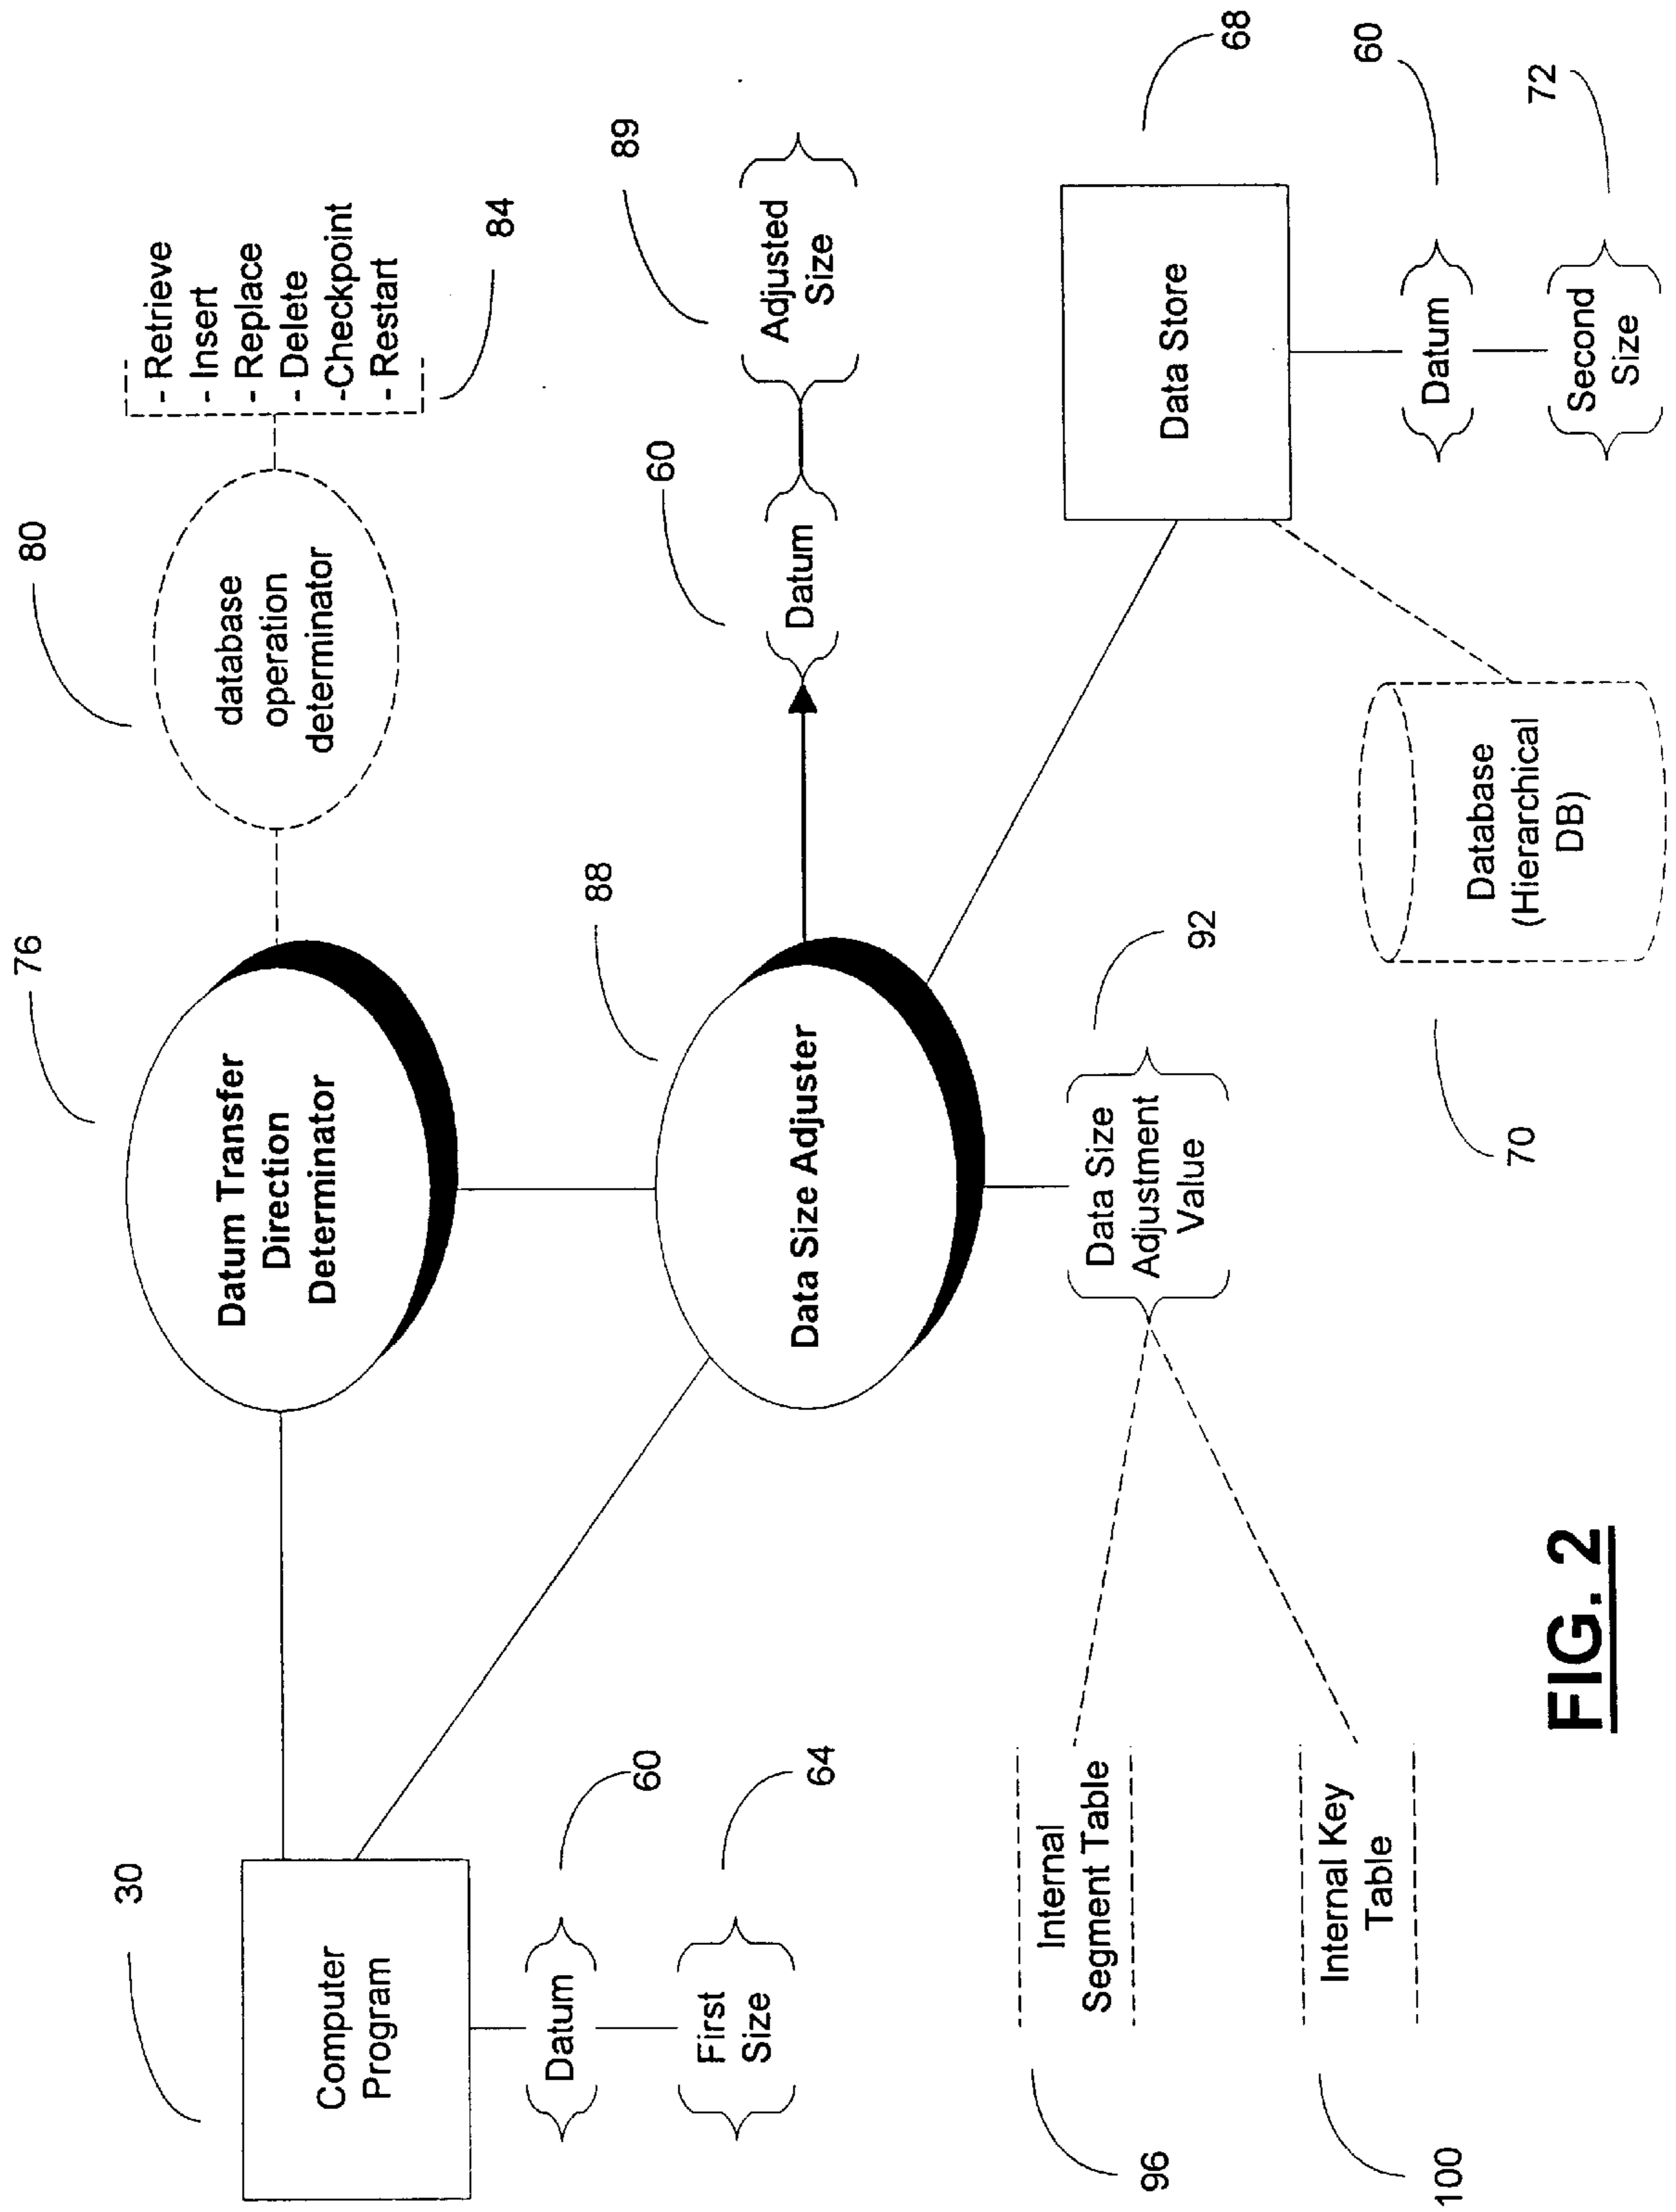 76
Datum Transfer
Direction
Determinator
80
database
operation
determinator
- Retrieve
- Insert
- Replace
- Delete
-Checkpoint
- Restart
84
30
Computer
Program
Datum
60
First
Size
64
88
Data Size Adjuster
60
Datum
89
Adjusted
Size
Data Size
Adjustment
Value
92
68
Data Store
60
Datum
72
Second
Size
Internal
Segment Table
96
Internal Key
Table
100
Database
(Hierarchical
DB)
70
FIG. 2